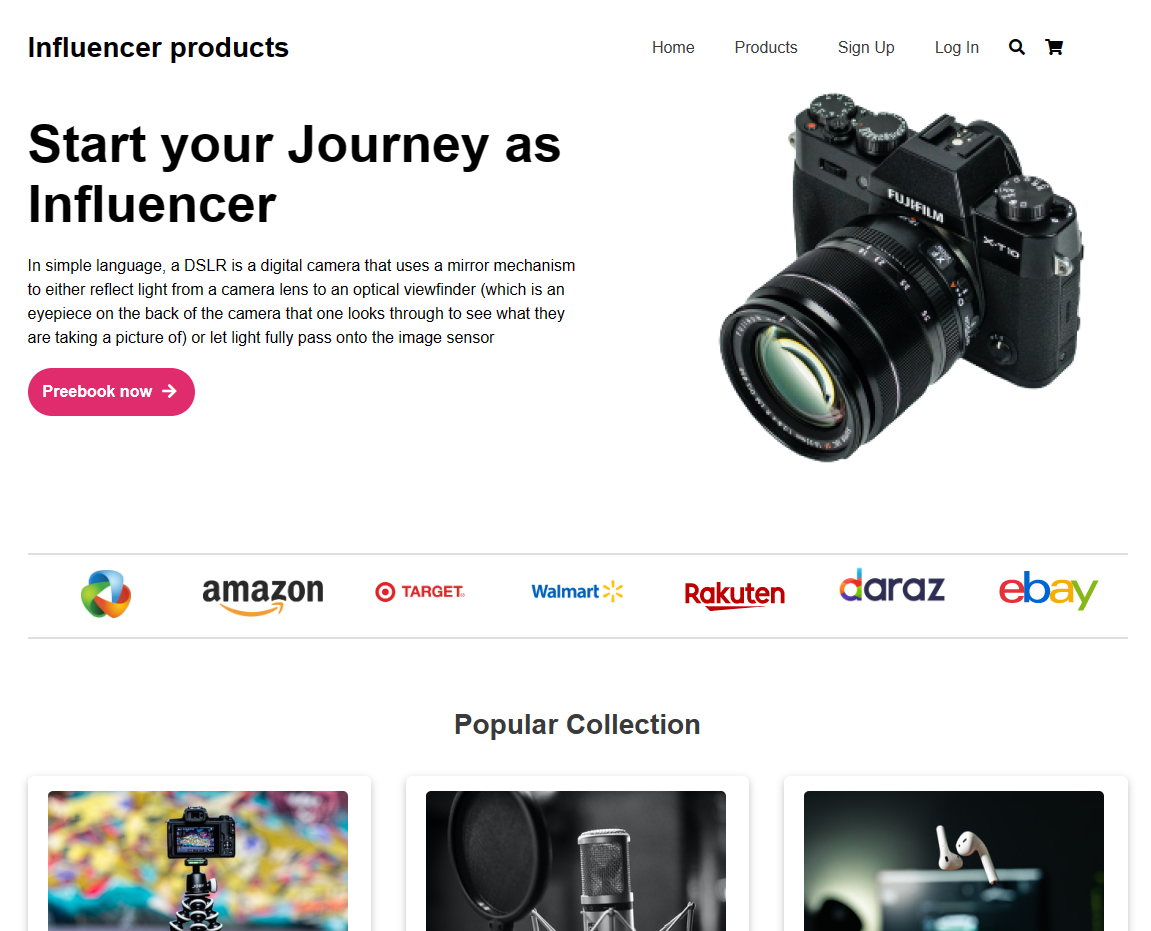 Influencer products
Home Products Sign Up Log In
Start your Journey as
Influencer
In simple language, a DSLR is a digital camera that uses a mirror mechanism
to either reflect light from a camera lens to an optical viewfinder (which is an
eyepiece on the back of the camera that one looks through to see what they
are taking a picture of) or let light fully pass onto the image sensor
Preebook now
FUJIFILM
X-T10
XF
amazon
TARGET
Walmart
Rakuten
daraz
ebay
Popular Collection